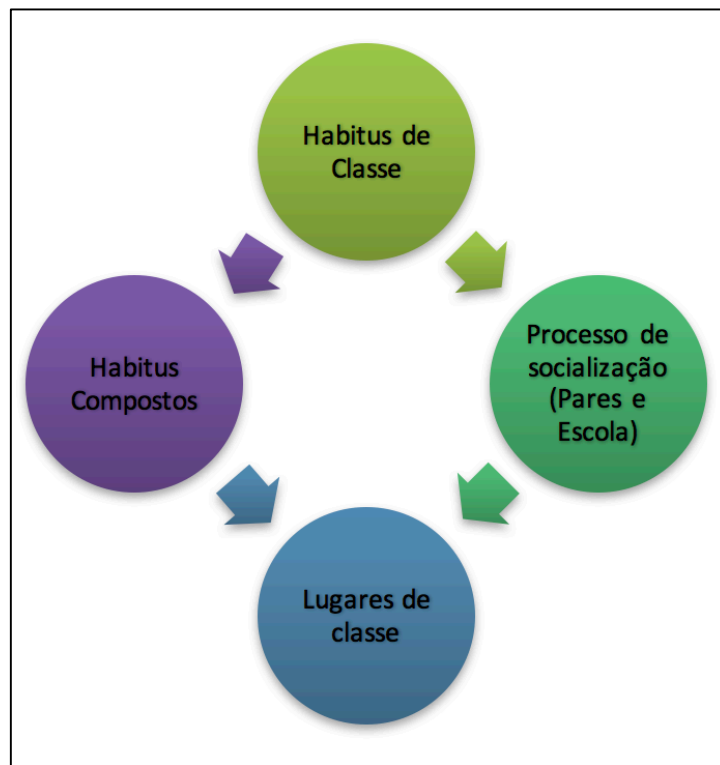 Habitus de
Classe
Habitus
Compostos
Processo de
socialização
(Pares e
Escola)
Lugares de
classe